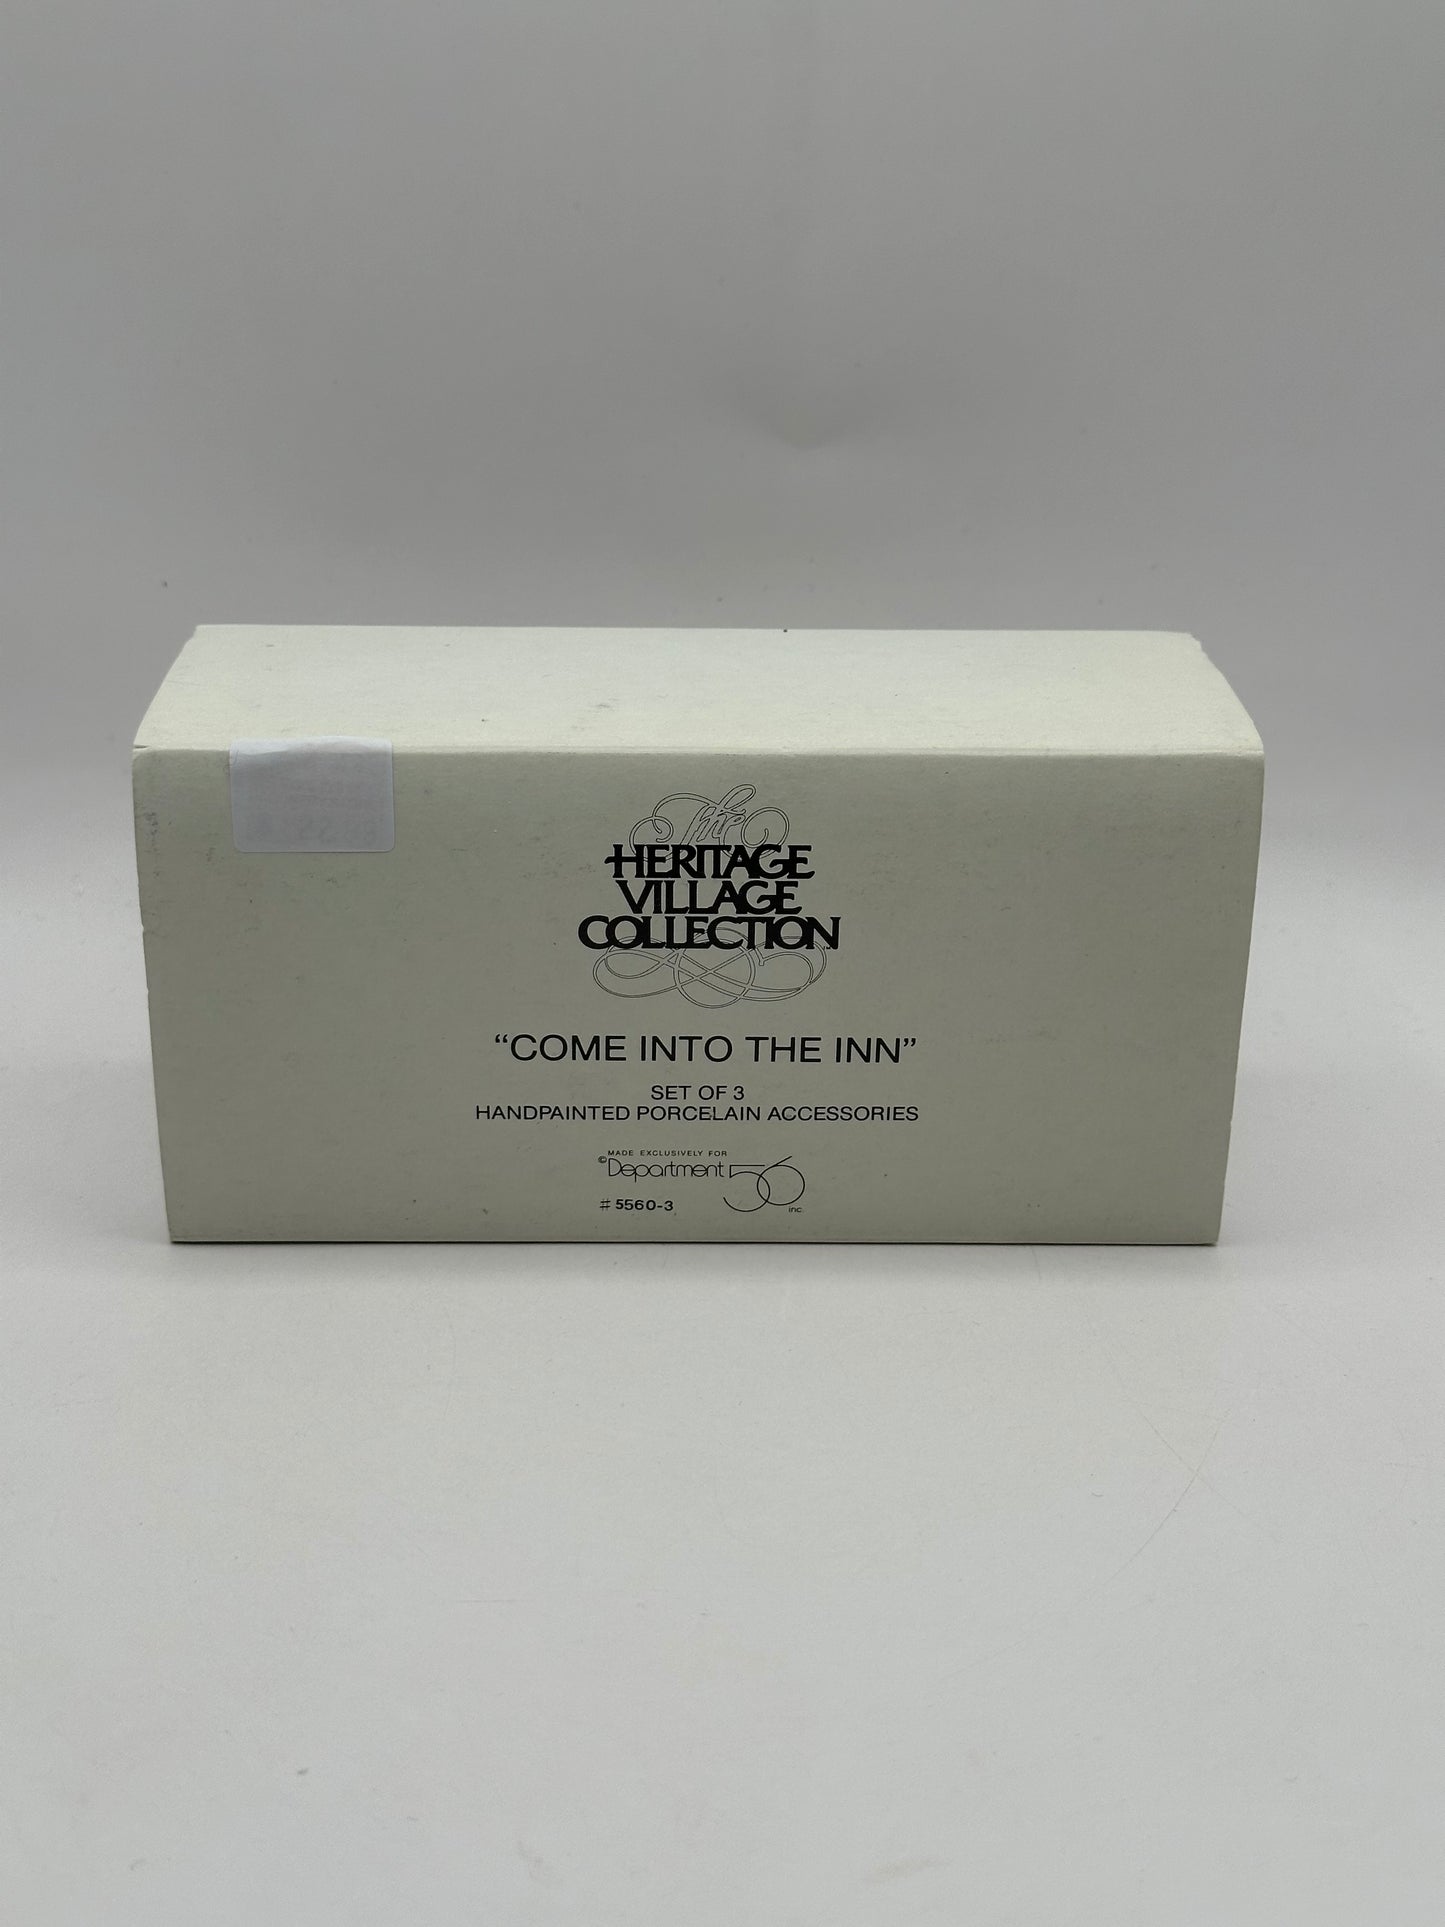 The
HERITAGE
VILLAGE
COLLECTION™
“COME INTO THE INN”
SET OF 3
HANDPAINTED PORCELAIN ACCESSORIES
MADE EXCLUSIVELY FOR
©Department 56 inc.
# 5560-3